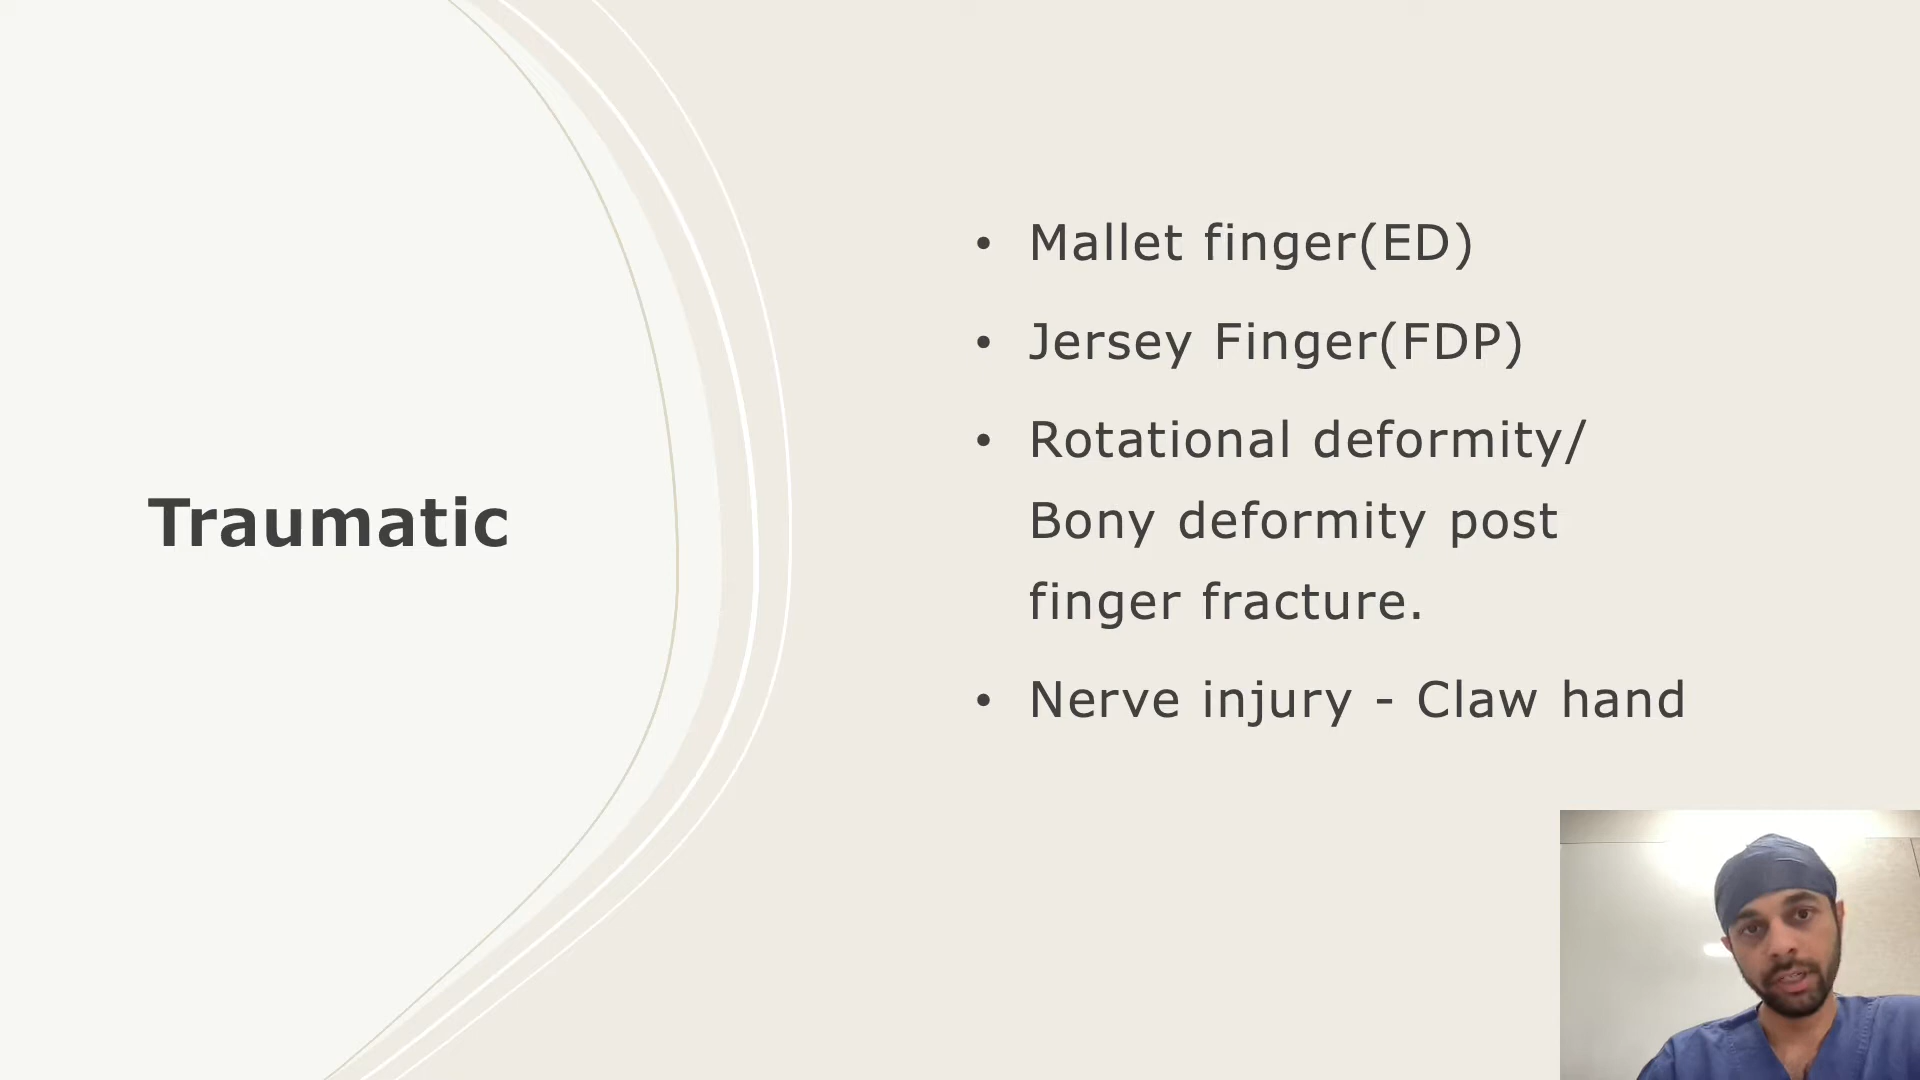 Traumatic
• Mallet finger(ED)
• Jersey Finger(FDP)
• Rotational deformity/
Bony deformity post
finger fracture.
• Nerve injury - Claw hand